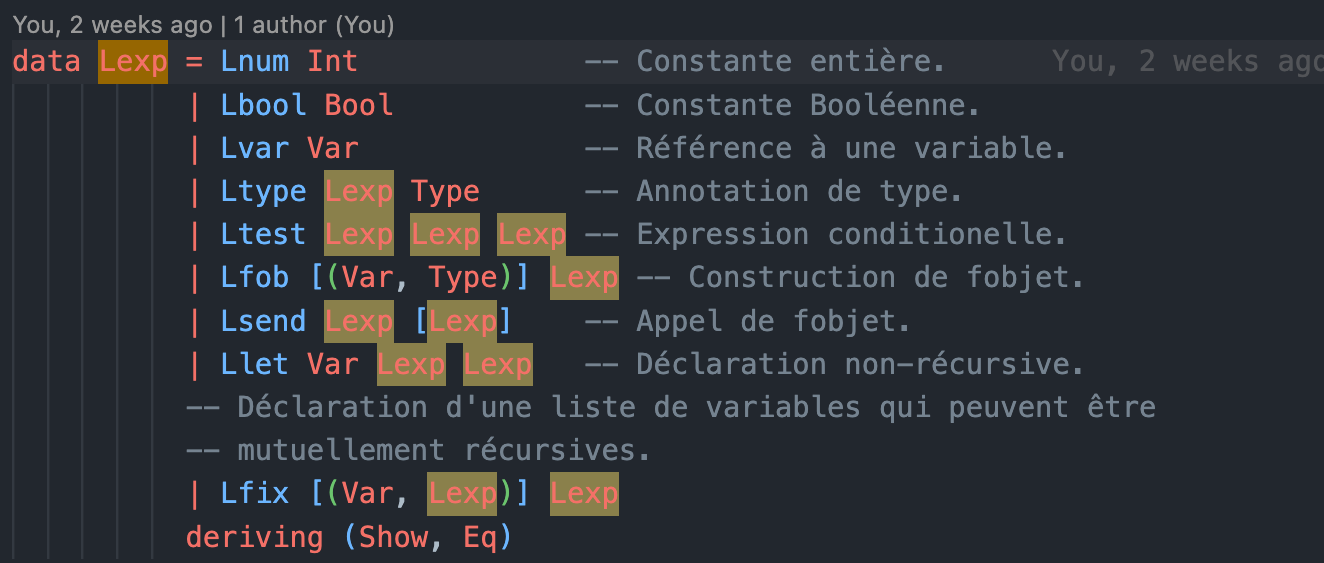 You, 2 weeks ago | 1 author (You)
data Lexp = Lnum Int             -- Constante entière.      You, 2 weeks ago
          | Lbool Bool           -- Constante Booléenne.
          | Lvar Var             -- Référence à une variable.
          | Ltype Lexp Type      -- Annotation de type.
          | Ltest Lexp Lexp Lexp -- Expression conditionelle.
          | Lfob [(Var, Type)] Lexp -- Construction de fobjet.
          | Lsend Lexp [Lexp]    -- Appel de fobjet.
          | Llet Var Lexp Lexp   -- Déclaration non-récursive.
          -- Déclaration d'une liste de variables qui peuvent être
          -- mutuellement récursives.
          | Lfix [(Var, Lexp)] Lexp
          deriving (Show, Eq)